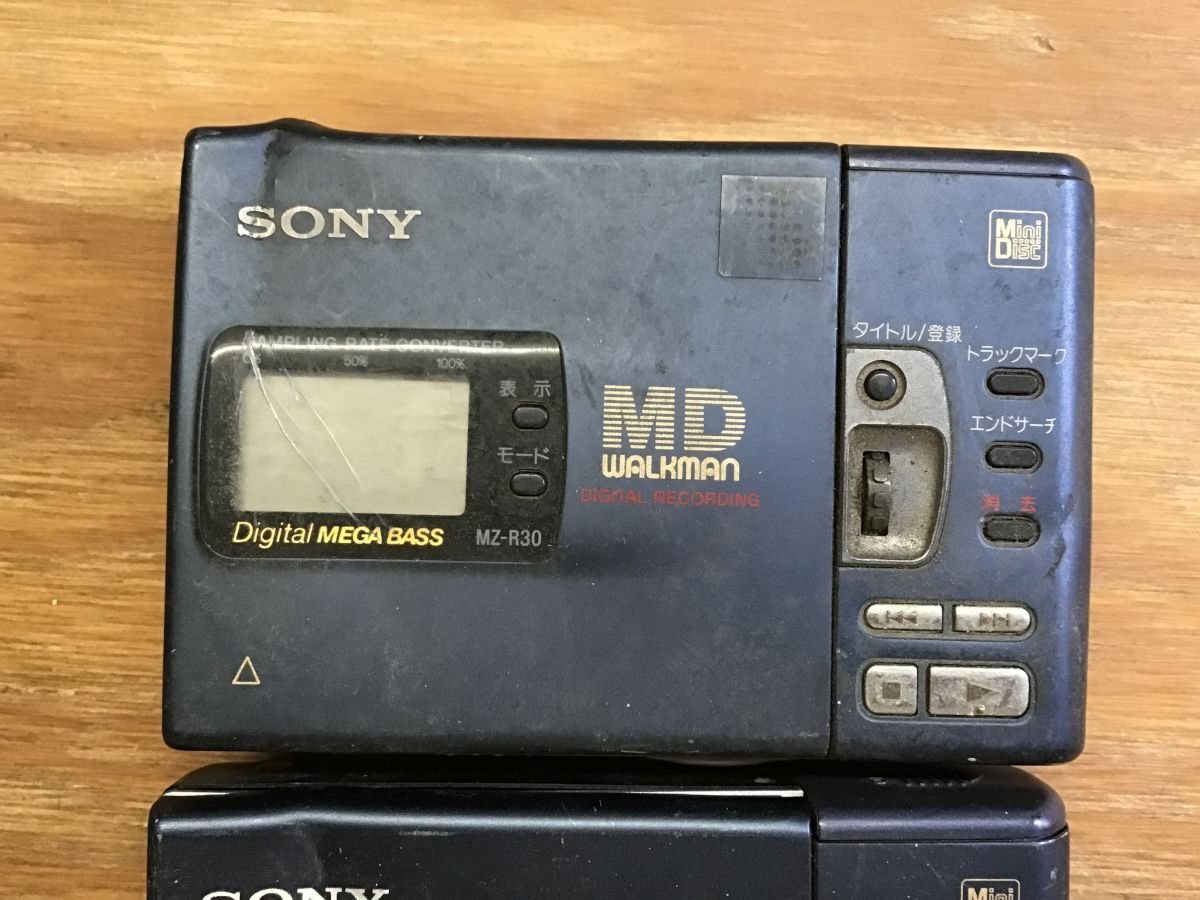 SONY
Mini
Disc
SAMPLING RATE CONVERTER
0% 50% 100%
表 示
モード
Digital MEGA BASS MZ-R30
MD
WALKMAN
DIGITAL RECORDING
タイトル/登録
トラックマーク
エンドサーチ
消 去
SONY
Mini